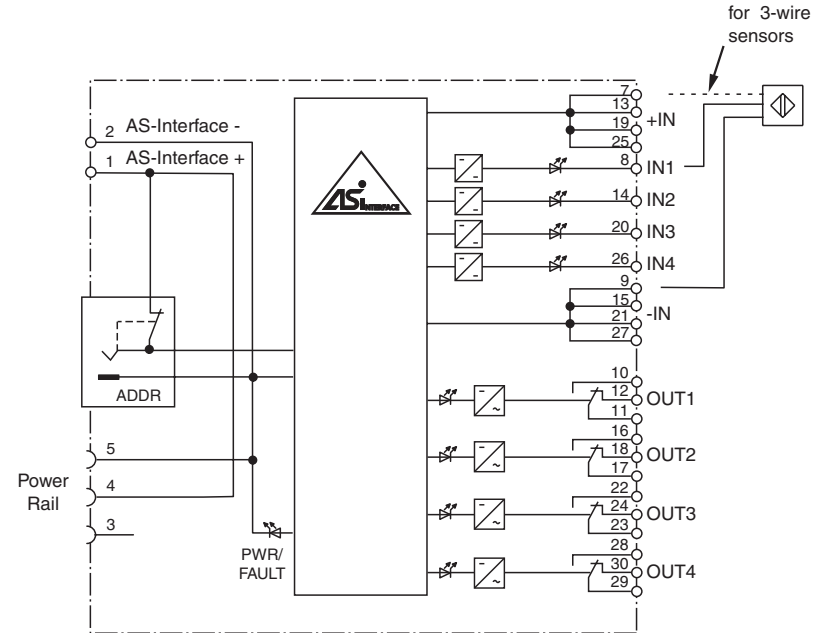 for 3-wire
sensors
7
13
19
25
+IN
8
IN1
14
IN2
20
IN3
26
IN4
9
15
21
27
-IN
2 AS-Interface -
1 AS-Interface +
ASi
INTERFACE
ADDR
Power
Rail
5
4
3
PWR/
FAULT
10
12
11
OUT1
16
18
17
OUT2
22
24
23
OUT3
28
30
29
OUT4